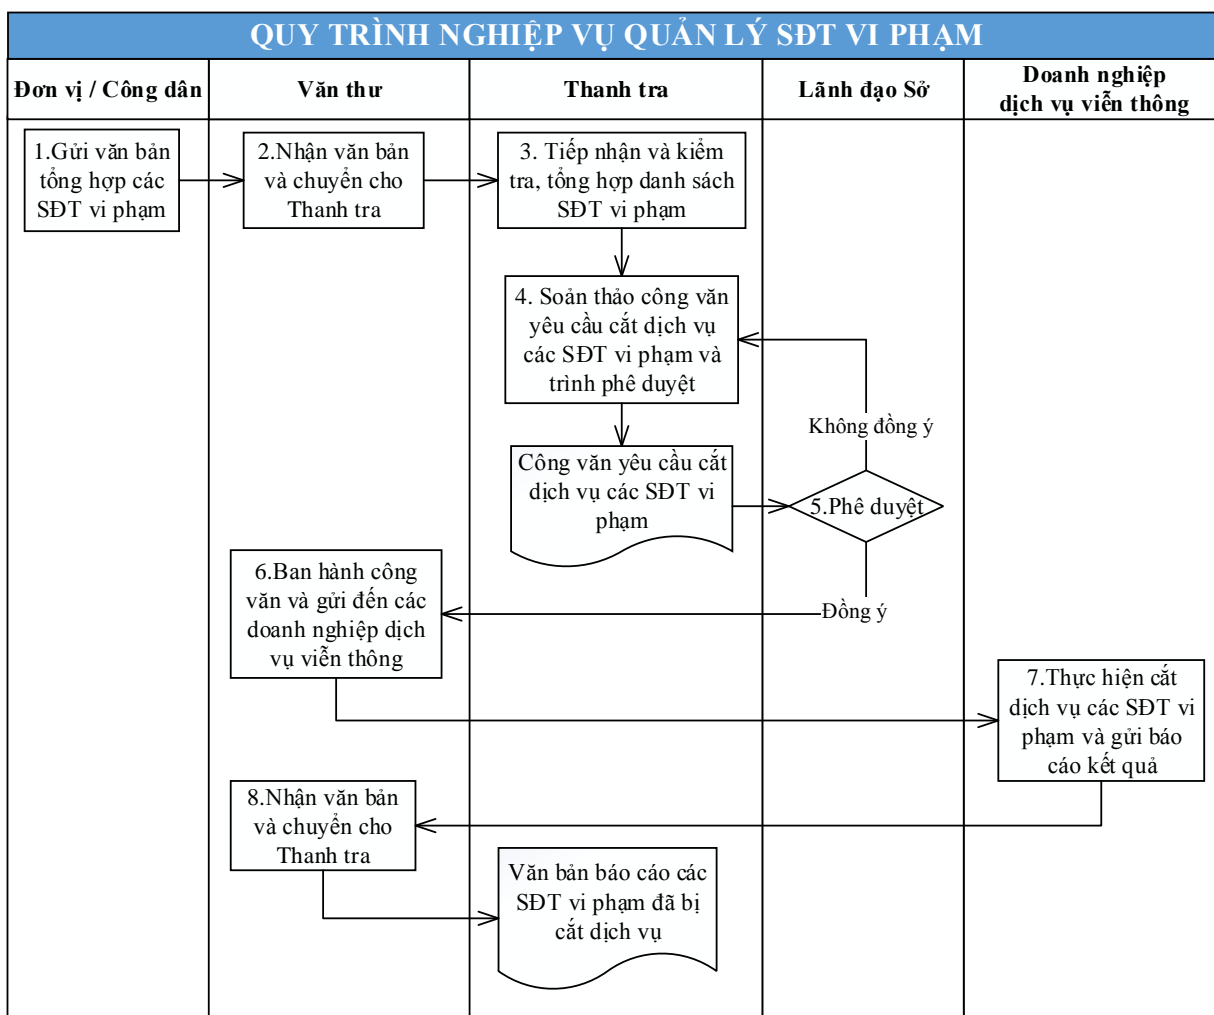 QUY TRÌNH NGHIỆP VỤ QUẢN LÝ SĐT VI PHẠM
Đơn vị / Công dân
Văn thư
Thanh tra
Lãnh đạo Sở
Doanh nghiệp
dịch vụ viễn thông
1.Gửi văn bản
tổng hợp các
SĐT vi phạm
2.Nhận văn bản
và chuyển cho
Thanh tra
3. Tiếp nhận và kiểm
tra, tổng hợp danh sách
SĐT vi phạm
4. Soản thảo công văn
yêu cầu cắt dịch vụ
các SĐT vi phạm và
trình phê duyệt
Không đồng ý
Công văn yêu cầu cắt
dịch vụ các SĐT vi
phạm
5.Phê duyệt
Đồng ý
6.Ban hành công
văn và gửi đến các
doanh nghiệp dịch
vụ viễn thông
7.Thực hiện cắt
dịch vụ các SĐT vi
phạm và gửi báo
cáo kết quả
8.Nhận văn bản
và chuyển cho
Thanh tra
Văn bản báo cáo các
SĐT vi phạm đã bị
cắt dịch vụ